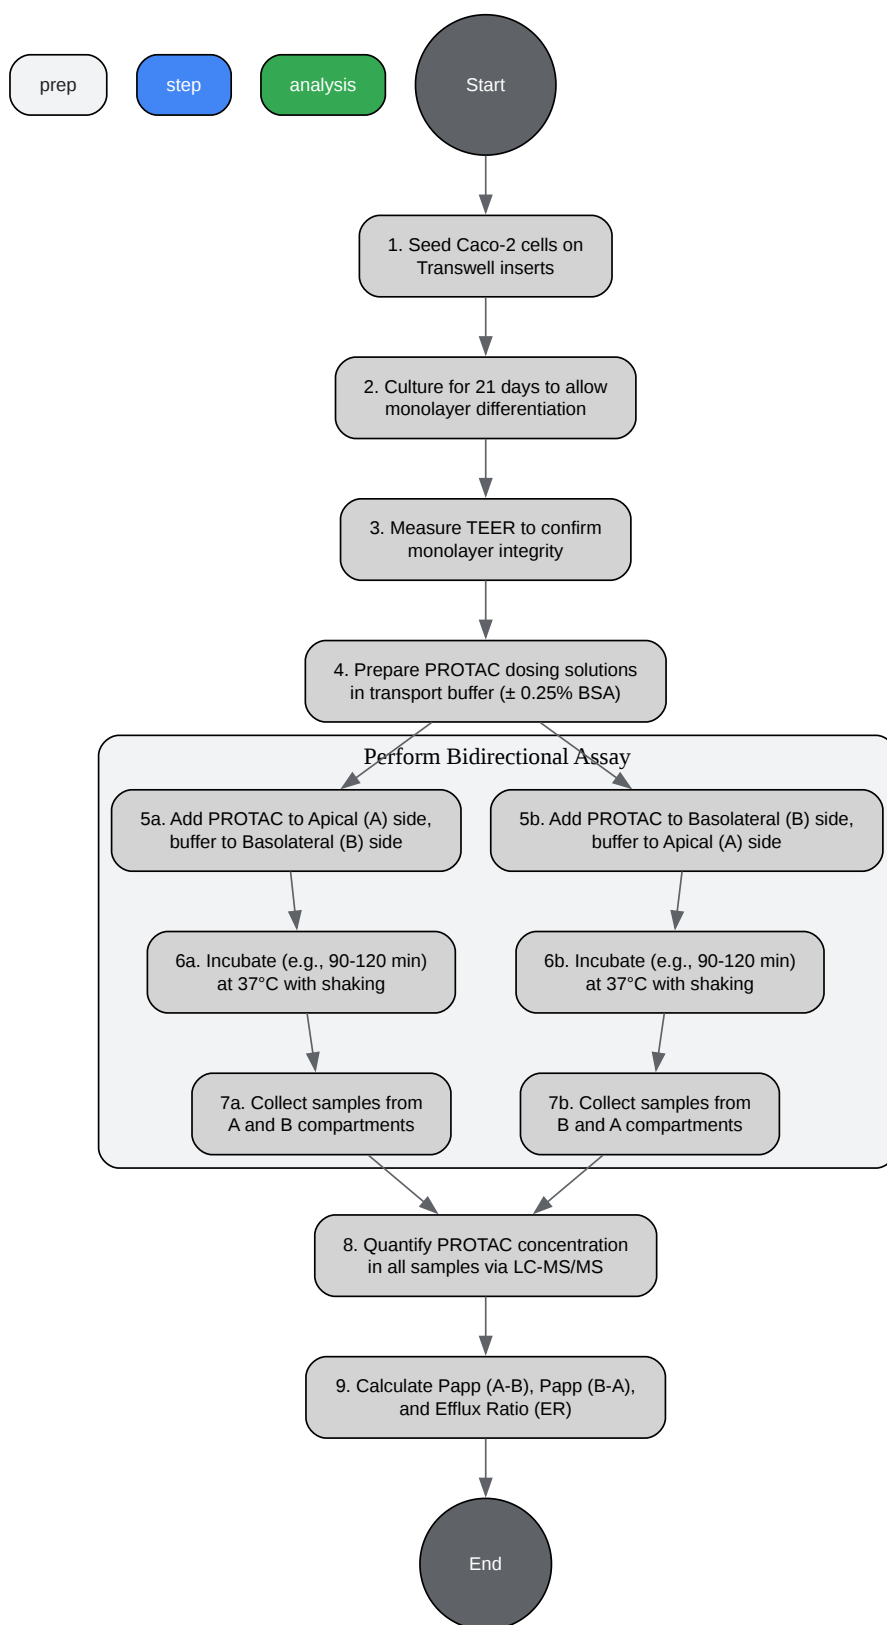 prep
step
analysis
Start
1. Seed Caco-2 cells on
Transwell inserts
2. Culture for 21 days to allow
monolayer differentiation
3. Measure TEER to confirm
monolayer integrity
4. Prepare PROTAC dosing solutions
in transport buffer (± 0.25% BSA)
Perform Bidirectional Assay
5a. Add PROTAC to Apical (A) side,
buffer to Basolateral (B) side
5b. Add PROTAC to Basolateral (B) side,
buffer to Apical (A) side
6a. Incubate (e.g., 90-120 min)
at 37°C with shaking
6b. Incubate (e.g., 90-120 min)
at 37°C with shaking
7a. Collect samples from
A and B compartments
7b. Collect samples from
B and A compartments
8. Quantify PROTAC concentration
in all samples via LC-MS/MS
9. Calculate Papp (A-B), Papp (B-A),
and Efflux Ratio (ER)
End